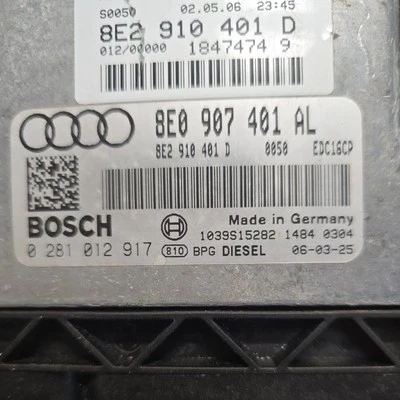 S0050 02.05.06 23:45
8E2 910 401 D
012/00000 1847474 9
8E0 907 401 AL
8E2 910 401 D 0050 EDC16CP
BOSCH Made in Germany
1039S15282 1484 0304
0 281 012 917 810 BPG DIESEL 06-03-25